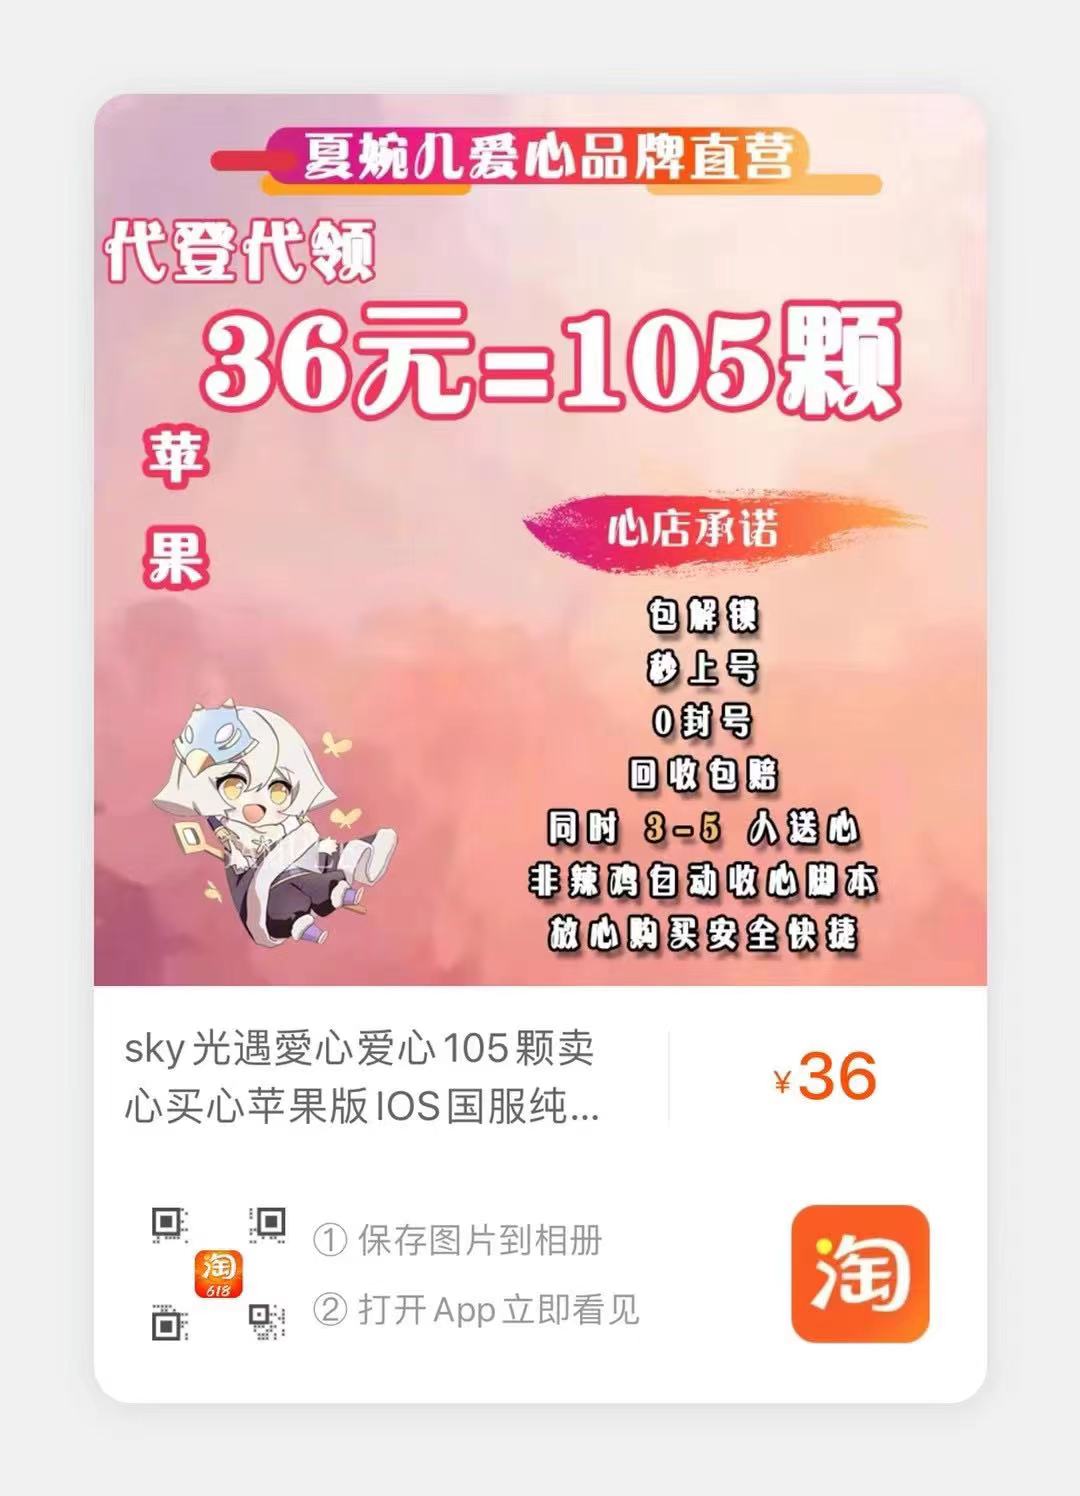 夏婉儿爱心品牌直营
代登代领
36元=105颗
苹
果
心店承诺
包解锁
秒上号
0封号
回收包赔
同时 3-5 人送心
非辣鸡自动收心脚本
放心购买安全快捷
sky光遇愛心爱心105颗卖
心买心苹果版IOS国服纯...
¥36
淘
618
① 保存图片到相册
② 打开App立即看见
淘